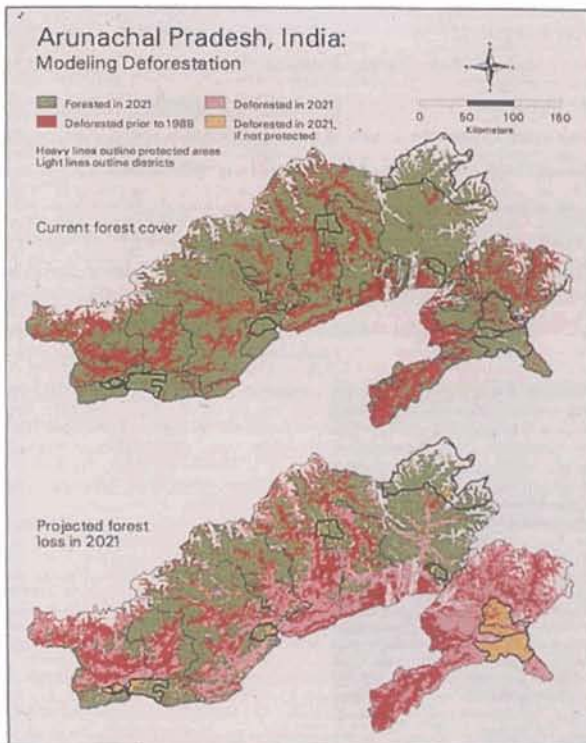 Arunachal Pradesh, India:
Modeling Deforestation
Forested in 2021
Deforested prior to 1988
Deforested in 2021
Deforested in 2021,
if not protected
0 50 100 150
Kilometers
Heavy lines outline protected areas
Light lines outline districts
Current forest cover
Projected forest
loss in 2021